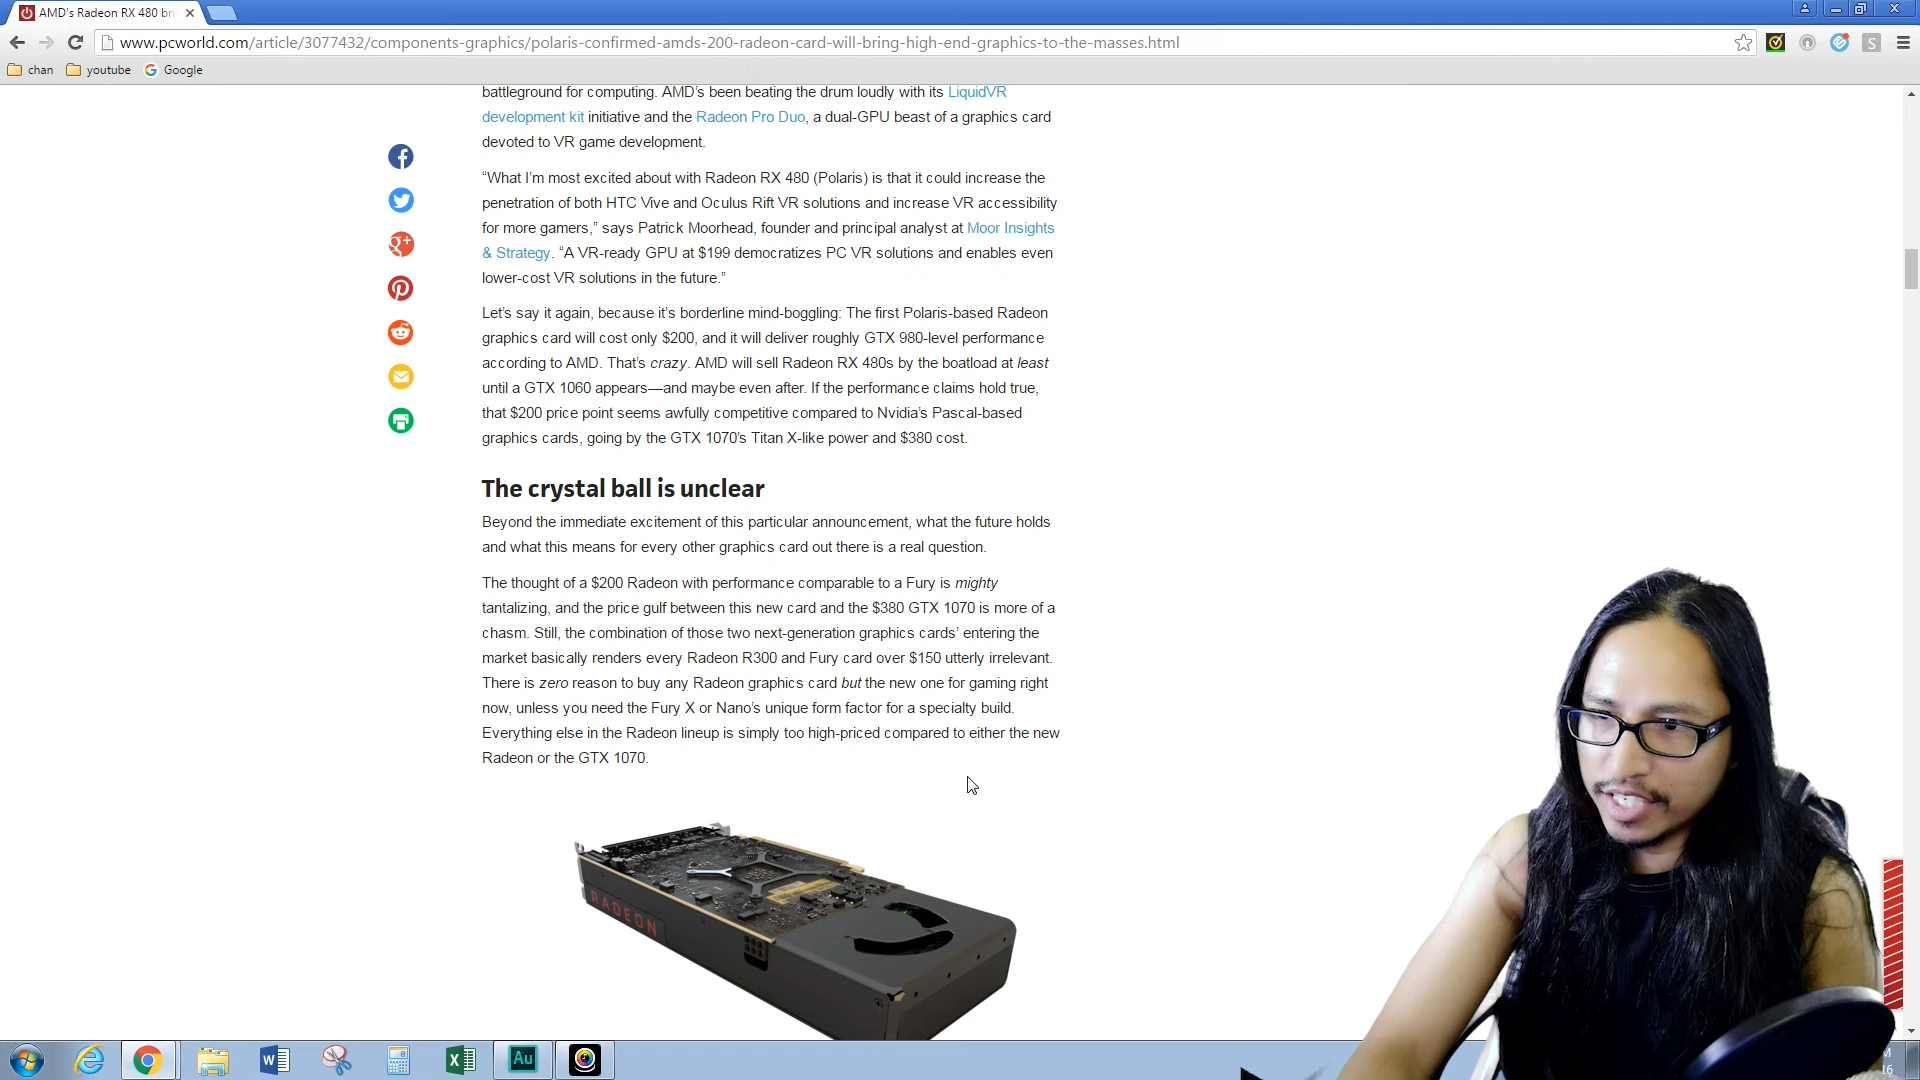 AMD's Radeon RX 480 bri
www.pcworld.com/article/3077432/components-graphics/polaris-confirmed-amds-200-radeon-card-will-bring-high-end-graphics-to-the-masses.html
chan youtube Google
battleground for computing. AMD’s been beating the drum loudly with its LiquidVR
development kit initiative and the Radeon Pro Duo, a dual-GPU beast of a graphics card
devoted to VR game development.
“What I’m most excited about with Radeon RX 480 (Polaris) is that it could increase the
penetration of both HTC Vive and Oculus Rift VR solutions and increase VR accessibility
for more gamers,” says Patrick Moorhead, founder and principal analyst at Moor Insights
& Strategy. “A VR-ready GPU at $199 democratizes PC VR solutions and enables even
lower-cost VR solutions in the future.”
Let’s say it again, because it’s borderline mind-boggling: The first Polaris-based Radeon
graphics card will cost only $200, and it will deliver roughly GTX 980-level performance
according to AMD. That’s crazy. AMD will sell Radeon RX 480s by the boatload at least
until a GTX 1060 appears—and maybe even after. If the performance claims hold true,
that $200 price point seems awfully competitive compared to Nvidia’s Pascal-based
graphics cards, going by the GTX 1070’s Titan X-like power and $380 cost.
The crystal ball is unclear
Beyond the immediate excitement of this particular announcement, what the future holds
and what this means for every other graphics card out there is a real question.
The thought of a $200 Radeon with performance comparable to a Fury is mighty
tantalizing, and the price gulf between this new card and the $380 GTX 1070 is more of a
chasm. Still, the combination of those two next-generation graphics cards’ entering the
market basically renders every Radeon R300 and Fury card over $150 utterly irrelevant.
There is zero reason to buy any Radeon graphics card but the new one for gaming right
now, unless you need the Fury X or Nano’s unique form factor for a specialty build.
Everything else in the Radeon lineup is simply too high-priced compared to either the new
Radeon or the GTX 1070.
RADEON
Au